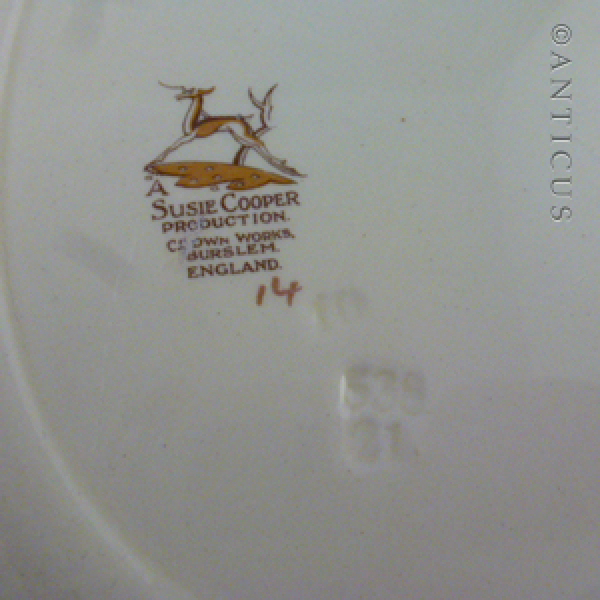 A
SUSIE COOPER
PRODUCTION.
CROWN WORKS,
BURSLEM.
ENGLAND.
14
©ANTICUS